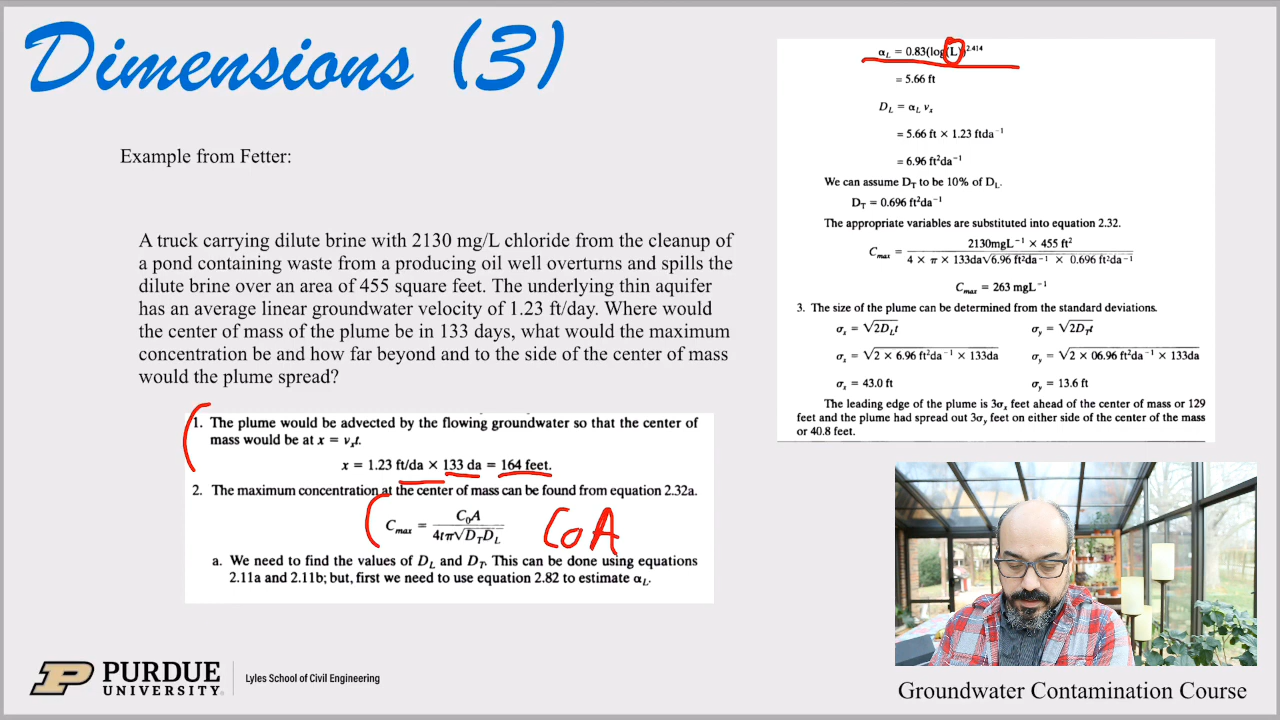 Dimensions (3)
Example from Fetter:
A truck carrying dilute brine with 2130 mg/L chloride from the cleanup of
a pond containing waste from a producing oil well overturns and spills the
dilute brine over an area of 455 square feet. The underlying thin aquifer
has an average linear groundwater velocity of 1.23 ft/day. Where would
the center of mass of the plume be in 133 days, what would the maximum
concentration be and how far beyond and to the side of the center of mass
would the plume spread?
1. The plume would be advected by the flowing groundwater so that the center of
mass would be at x = vₓt.
x = 1.23 ft/da × 133 da = 164 feet.
2. The maximum concentration at the center of mass can be found from equation 2.32a.
C_max = C₀A / 4tπ√D_T D_L
C₀A
a. We need to find the values of D_L and D_T. This can be done using equations
2.11a and 2.11b; but, first we need to use equation 2.82 to estimate α_L.
α_L = 0.83(log(L))^2.414
= 5.66 ft
D_L = α_L vₓ
= 5.66 ft × 1.23 ftda⁻¹
= 6.96 ft²da⁻¹
We can assume D_T to be 10% of D_L.
D_T = 0.696 ft²da⁻¹
The appropriate variables are substituted into equation 2.32.
C_max = 2130mgL⁻¹ × 455 ft² / 4 × π × 133da√6.96 ft²da⁻¹ × 0.696 ft²da⁻¹
C_max = 263 mgL⁻¹
3. The size of the plume can be determined from the standard deviations.
σₓ = √2D_Lt σ_y = √2D_Tt
σₓ = √2 × 6.96 ft²da⁻¹ × 133da σ_y = √2 × 06.96 ft²da⁻¹ × 133da
σₓ = 43.0 ft σ_y = 13.6 ft
The leading edge of the plume is 3σₓ feet ahead of the center of mass or 129
feet and the plume had spread out 3σ_y feet on either side of the center of the mass
or 40.8 feet.
P PURDUE
UNIVERSITY
Lyles School of Civil Engineering
Groundwater Contamination Course